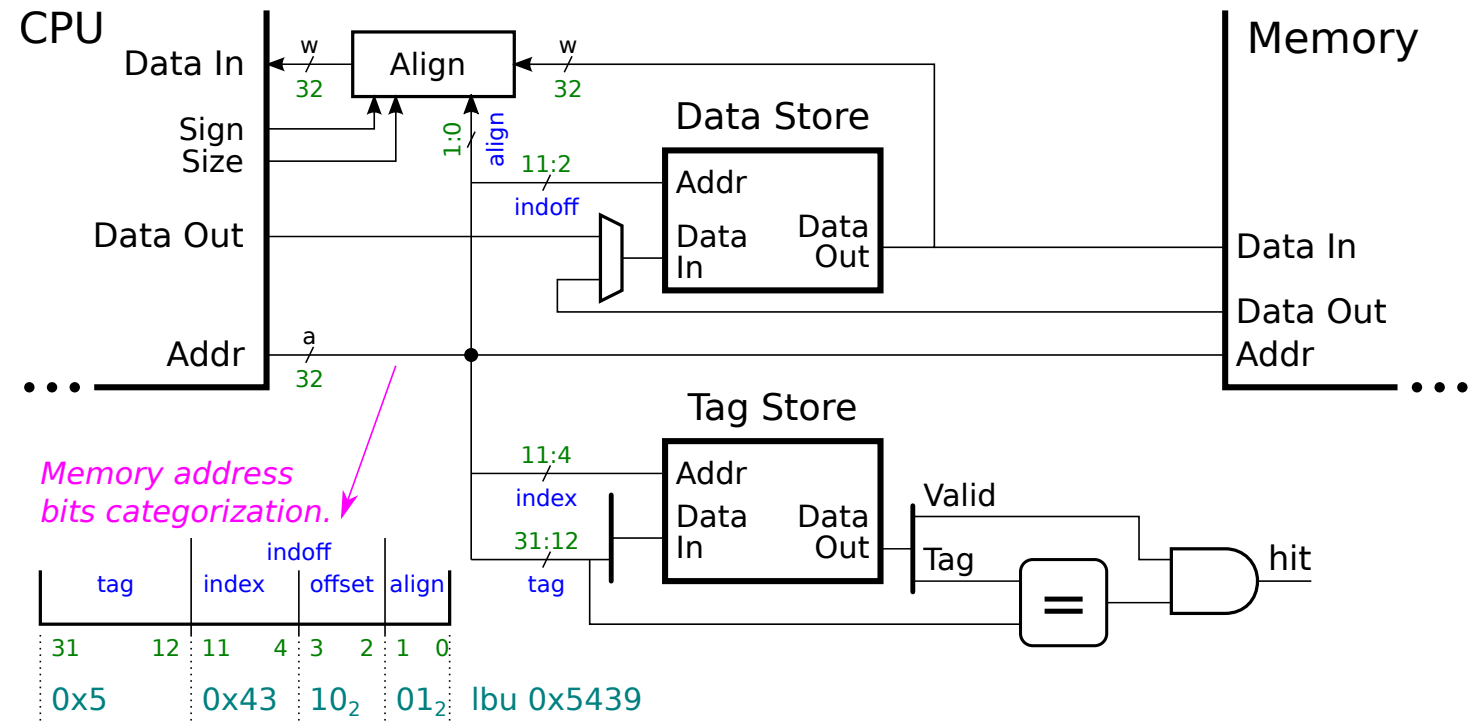 CPU
Data In
w
32
Align
w
32
Memory
Sign
Size
1:0
align
Data Store
11:2
indoff
Addr
Data Out
Data
In
Data
Out
Data In
Data Out
Addr
a
32
Addr
Tag Store
Memory address
bits categorization.
11:4
index
Addr
Data
In
Data
Out
31:12
tag
Valid
Tag
=
hit
indoff
tag index offset align
31 12 11 4 3 2 1 0
0x5 0x43 10₂ 01₂ lbu 0x5439